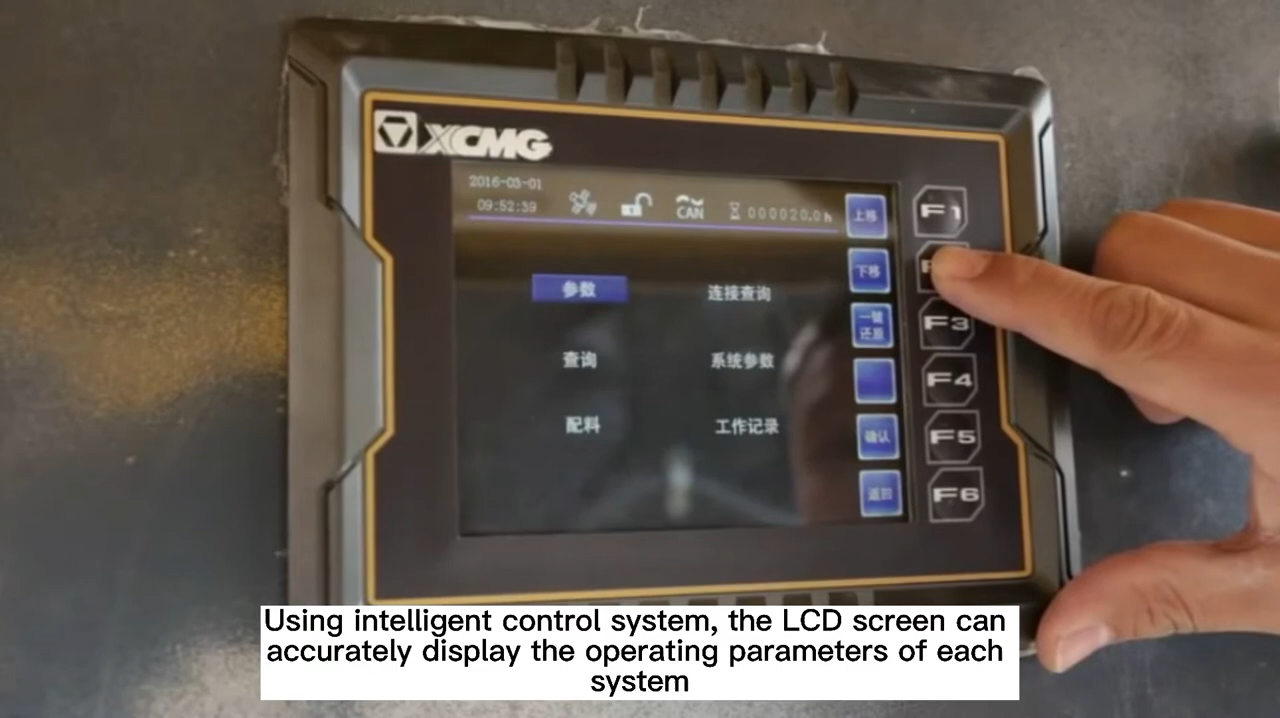 XCMG
2016-03-01
09:52:39
CAN
000020.0h
上移
F1
下移
参数
连接查询
一键
还原
F3
查询
系统参数
F4
配料
工作记录
确认
F5
返回
F6
Using intelligent control system, the LCD screen can
accurately display the operating parameters of each
system